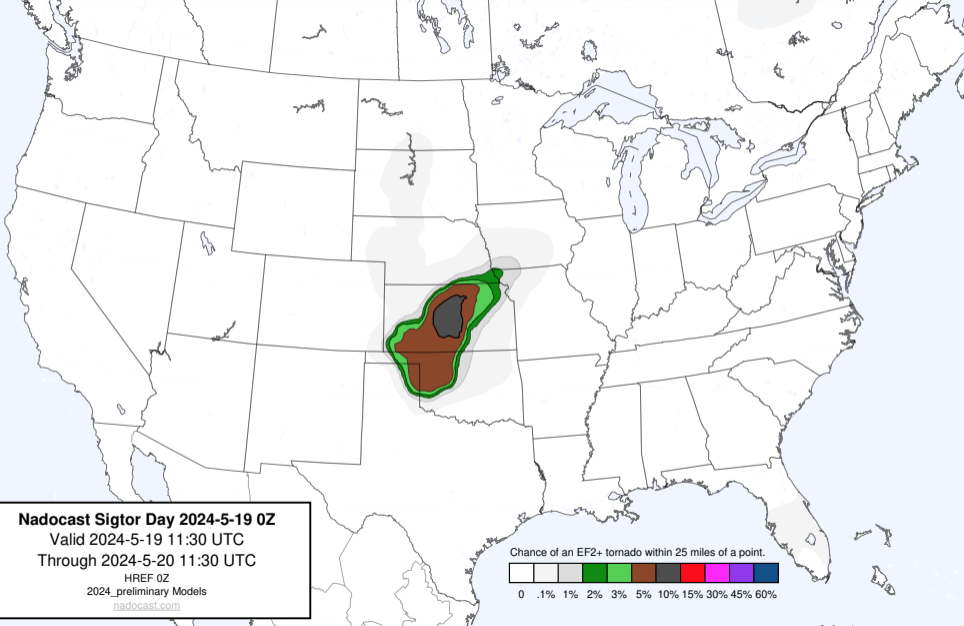 Nadocast Sigtor Day 2024-5-19 0Z
Valid 2024-5-19 11:30 UTC
Through 2024-5-20 11:30 UTC
HREF 0Z
2024_preliminary Models
nadocast.com
Chance of an EF2+ tornado within 25 miles of a point.
0 .1% 1% 2% 3% 5% 10% 15% 30% 45% 60%